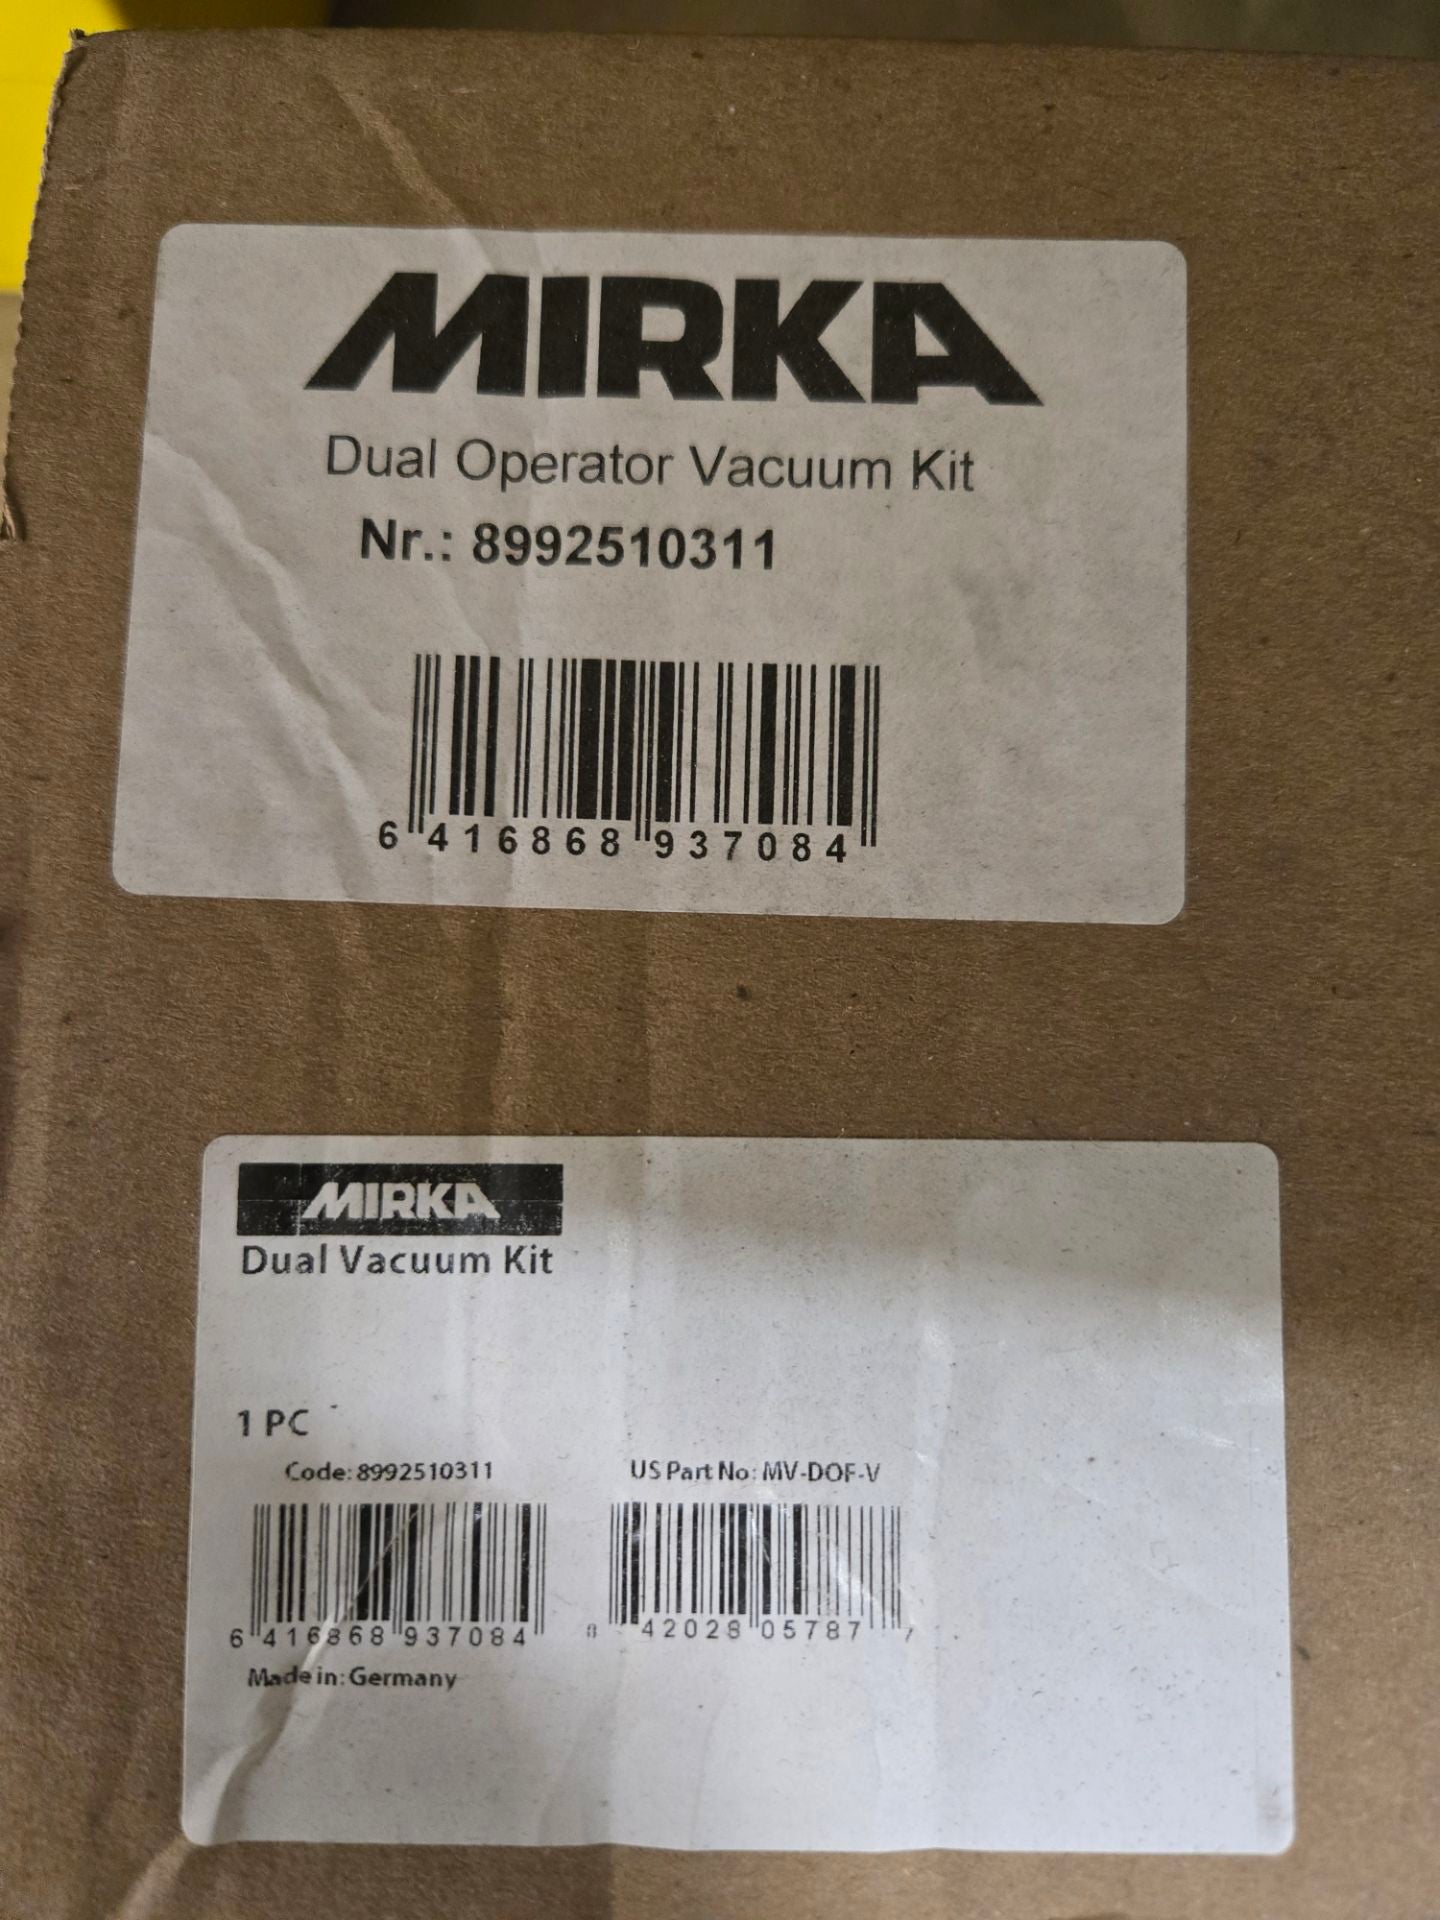 MIRKA
Dual Operator Vacuum Kit
Nr.: 8992510311
6 416868 937084
MIRKA
Dual Vacuum Kit
1 PC
Code: 8992510311 US Part No: MV-DOF-V
6 416868 937084 8 42028 05787 7
Made in: Germany